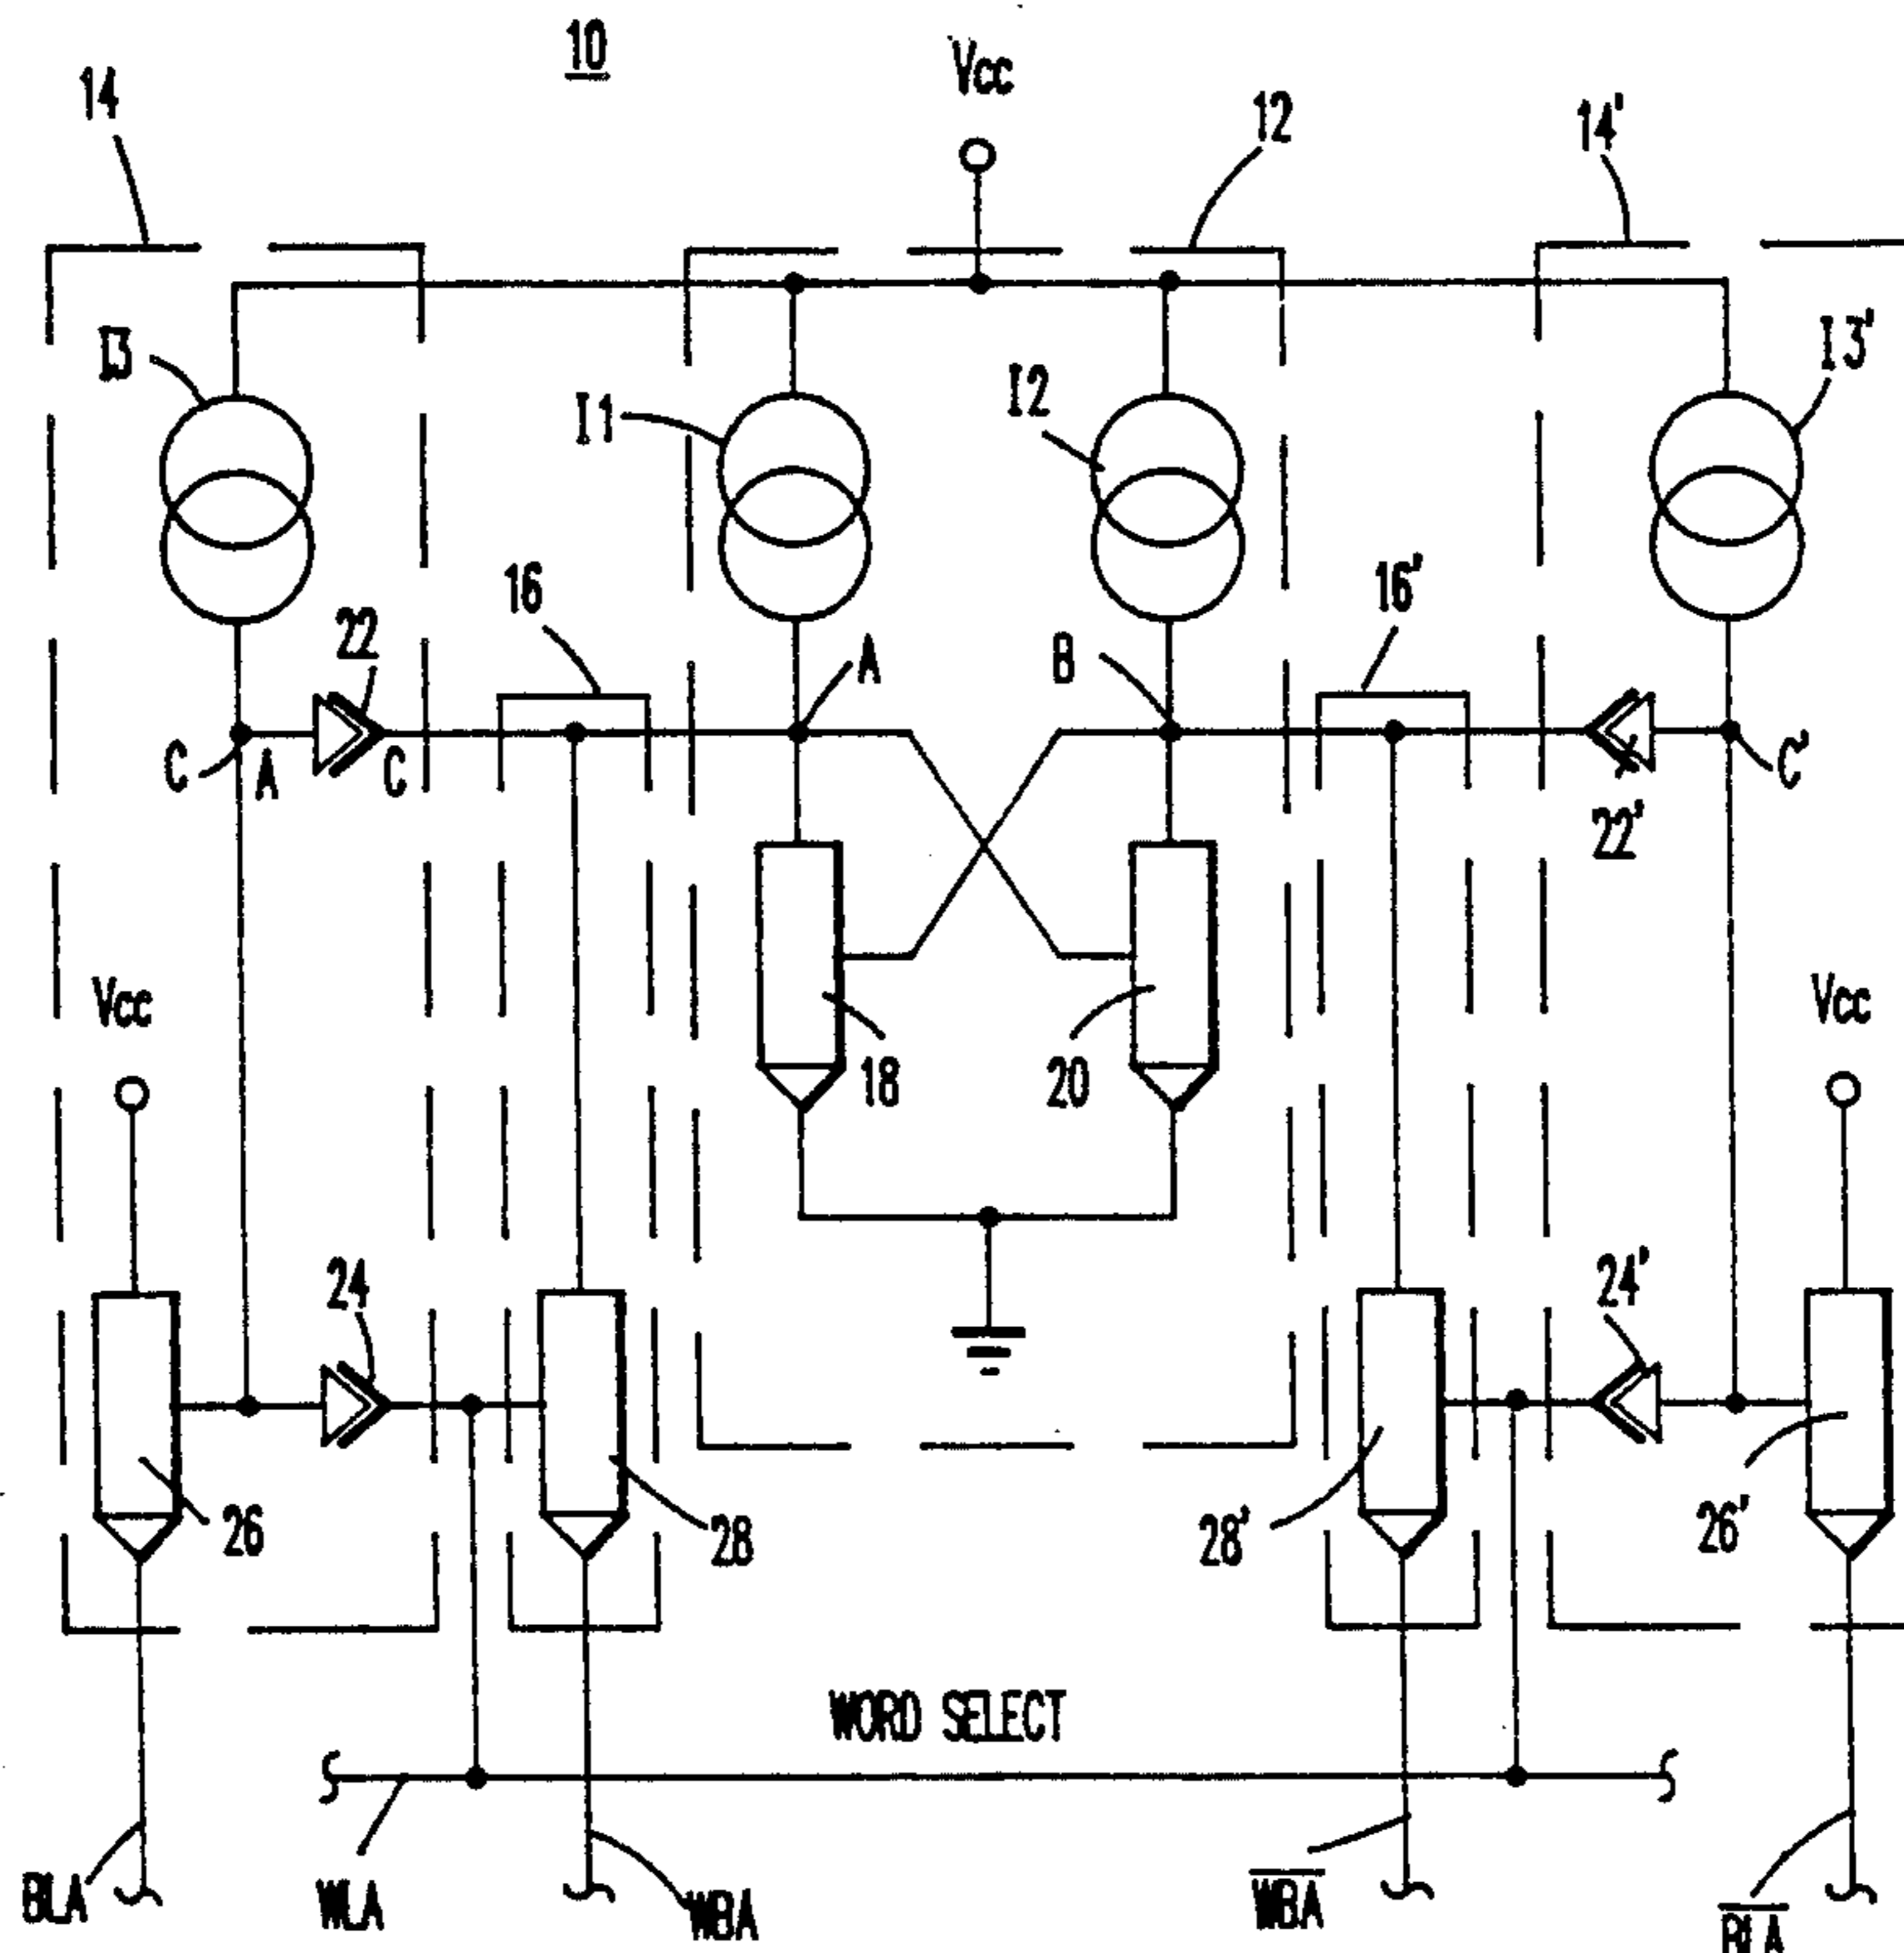 10
Vcc
14
12
14'
I3
I1
I2
I3'
22
16
A
B
16'
C
A
C
C'
22'
Vcc
Vcc
18
20
24
24'
26
28
28'
26'
WORD SELECT
BLA
WLA
WBA
W̅B̅A̅
B̅L̅A̅